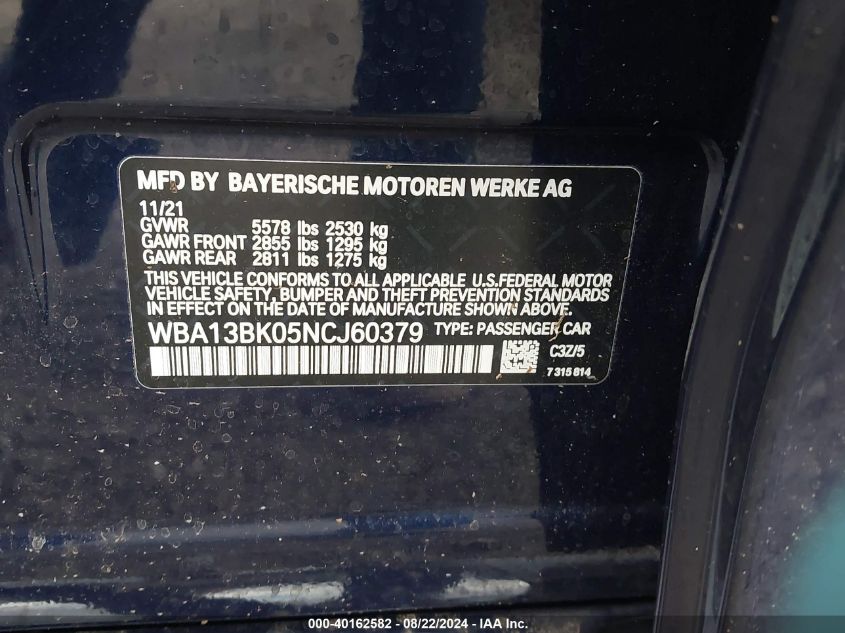 MFD BY BAYERISCHE MOTOREN WERKE AG
11/21
GVWR 5578 lbs 2530 kg
GAWR FRONT 2855 lbs 1295 kg
GAWR REAR 2811 lbs 1275 kg
THIS VEHICLE CONFORMS TO ALL APPLICABLE U.S.FEDERAL MOTOR
VEHICLE SAFETY, BUMPER AND THEFT PREVENTION STANDARDS
IN EFFECT ON THE DATE OF MANUFACTURE SHOWN ABOVE.
WBA13BK05NCJ60379 TYPE: PASSENGER CAR
C3Z/5
7315814
000-40162582 - 08/22/2024 - IAA Inc.